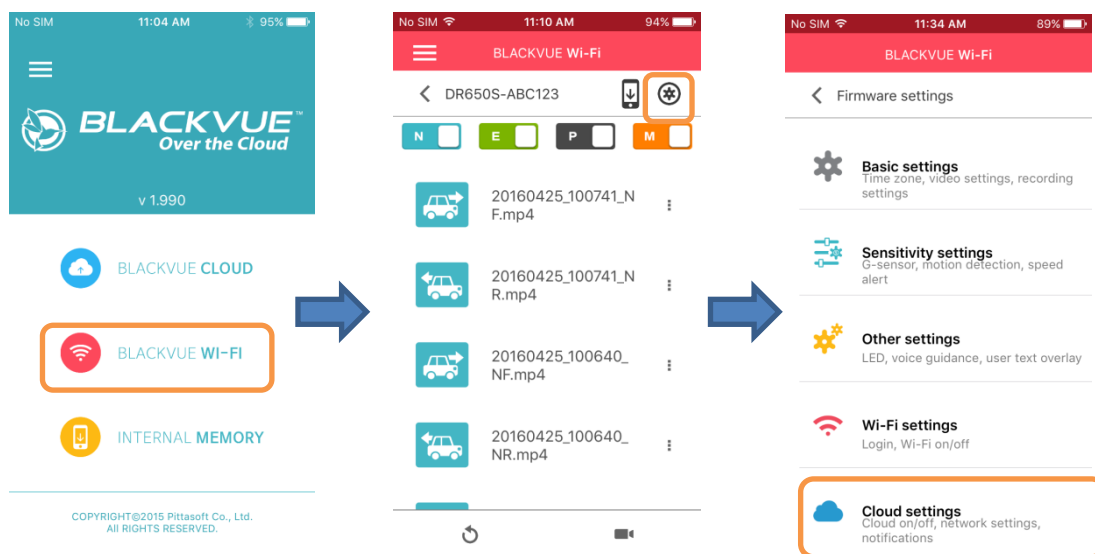 No SIM 11:04 AM 95%
BLACKVUE™
Over the Cloud
v 1.990
BLACKVUE CLOUD
BLACKVUE WI-FI
INTERNAL MEMORY
COPYRIGHT©2015 Pittasoft Co., Ltd.
All RIGHTS RESERVED.
No SIM 11:10 AM 94%
BLACKVUE Wi-Fi
DR650S-ABC123
N E P M
20160425_100741_N
F.mp4
20160425_100741_N
R.mp4
20160425_100640_
NF.mp4
20160425_100640_
NR.mp4
No SIM 11:34 AM 89%
BLACKVUE Wi-Fi
Firmware settings
Basic settings
Time zone, video settings, recording
settings
Sensitivity settings
G-sensor, motion detection, speed
alert
Other settings
LED, voice guidance, user text overlay
Wi-Fi settings
Login, Wi-Fi on/off
Cloud settings
Cloud on/off, network settings,
notifications